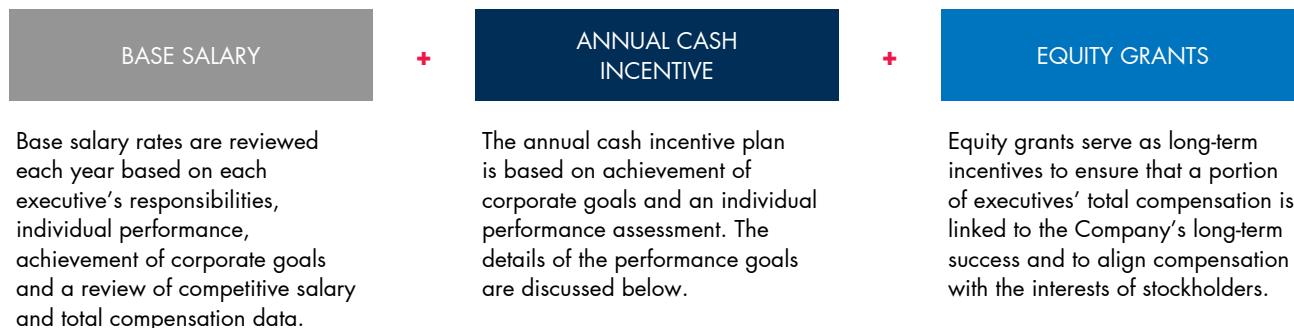 BASE SALARY
+
ANNUAL CASH
INCENTIVE
+
EQUITY GRANTS
Base salary rates are reviewed
each year based on each
executive’s responsibilities,
individual performance,
achievement of corporate goals
and a review of competitive salary
and total compensation data.
The annual cash incentive plan
is based on achievement of
corporate goals and an individual
performance assessment. The
details of the performance goals
are discussed below.
Equity grants serve as long-term
incentives to ensure that a portion
of executives’ total compensation is
linked to the Company’s long-term
success and to align compensation
with the interests of stockholders.